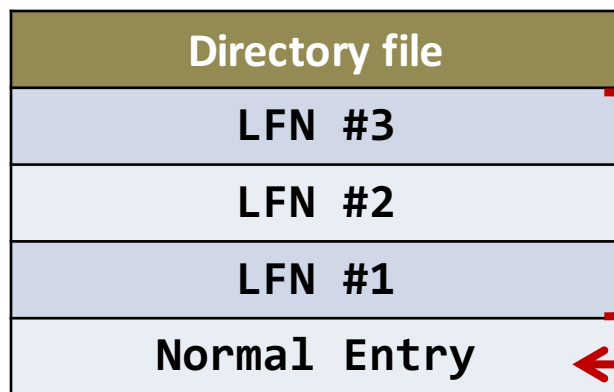 Directory file
LFN #3
LFN #2
LFN #1
Normal Entry